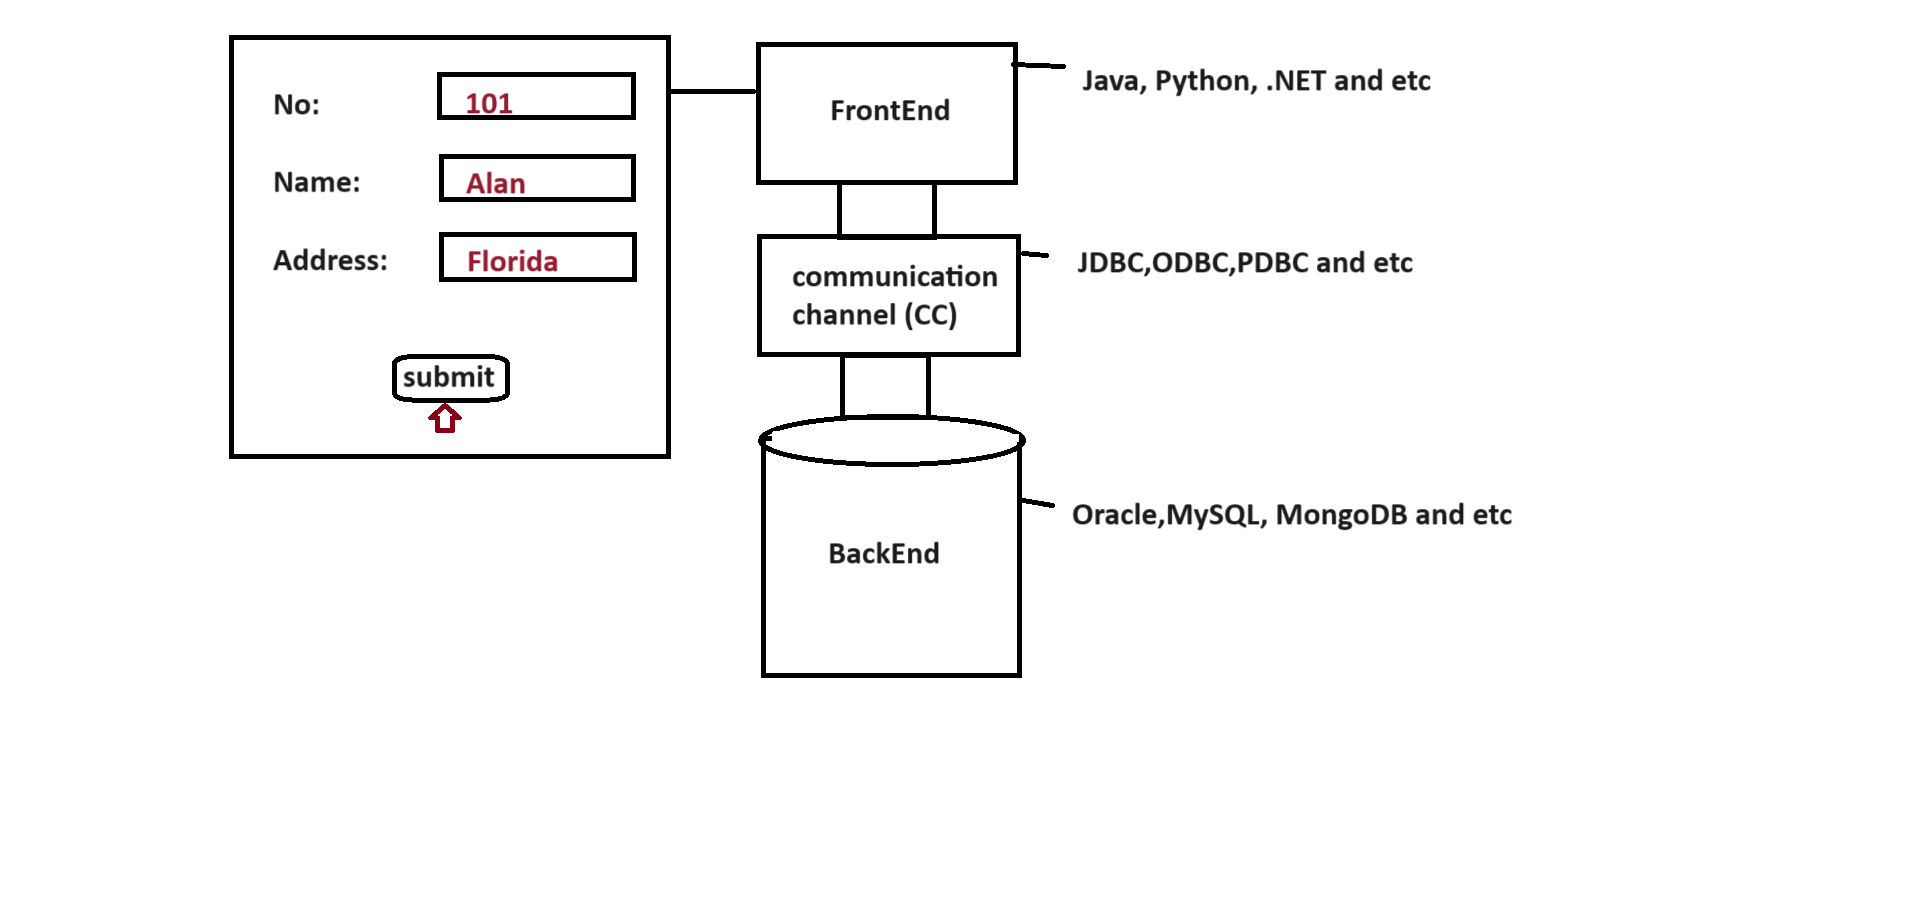 No:
101
Name:
Alan
Address:
Florida
submit
FrontEnd
Java, Python, .NET and etc
communication
channel (CC)
JDBC,ODBC,PDBC and etc
BackEnd
Oracle,MySQL, MongoDB and etc